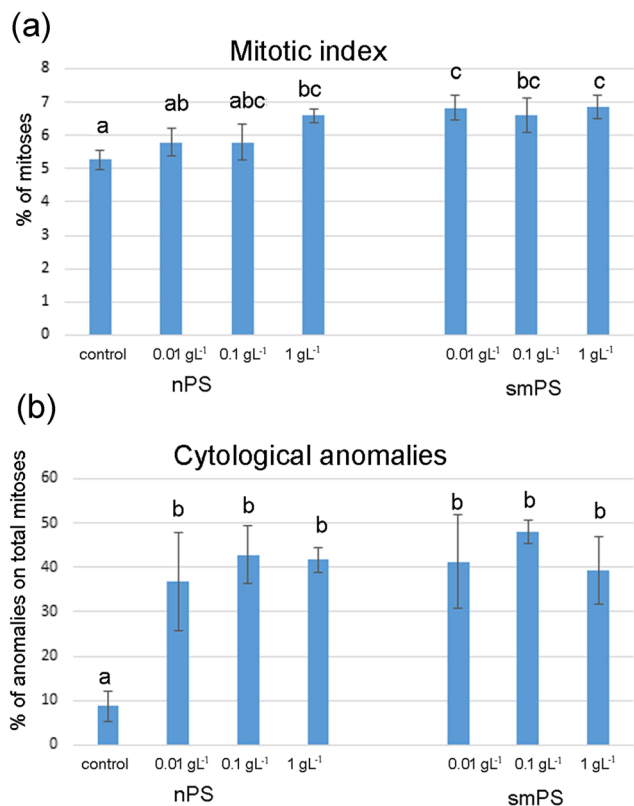 (a)
Mitotic index
% of mitoses
8
7
6
5
4
3
2
1
0
a
ab
abc
bc
c
bc
c
control 0.01 gL⁻¹ 0.1 gL⁻¹ 1 gL⁻¹ 0.01 gL⁻¹ 0.1 gL⁻¹ 1 gL⁻¹
nPS smPS
(b)
Cytological anomalies
% of anomalies on total mitoses
60
50
40
30
20
10
0
a
b
b
b
b
b
b
control 0.01 gL⁻¹ 0.1 gL⁻¹ 1 gL⁻¹ 0.01 gL⁻¹ 0.1 gL⁻¹ 1 gL⁻¹
nPS smPS